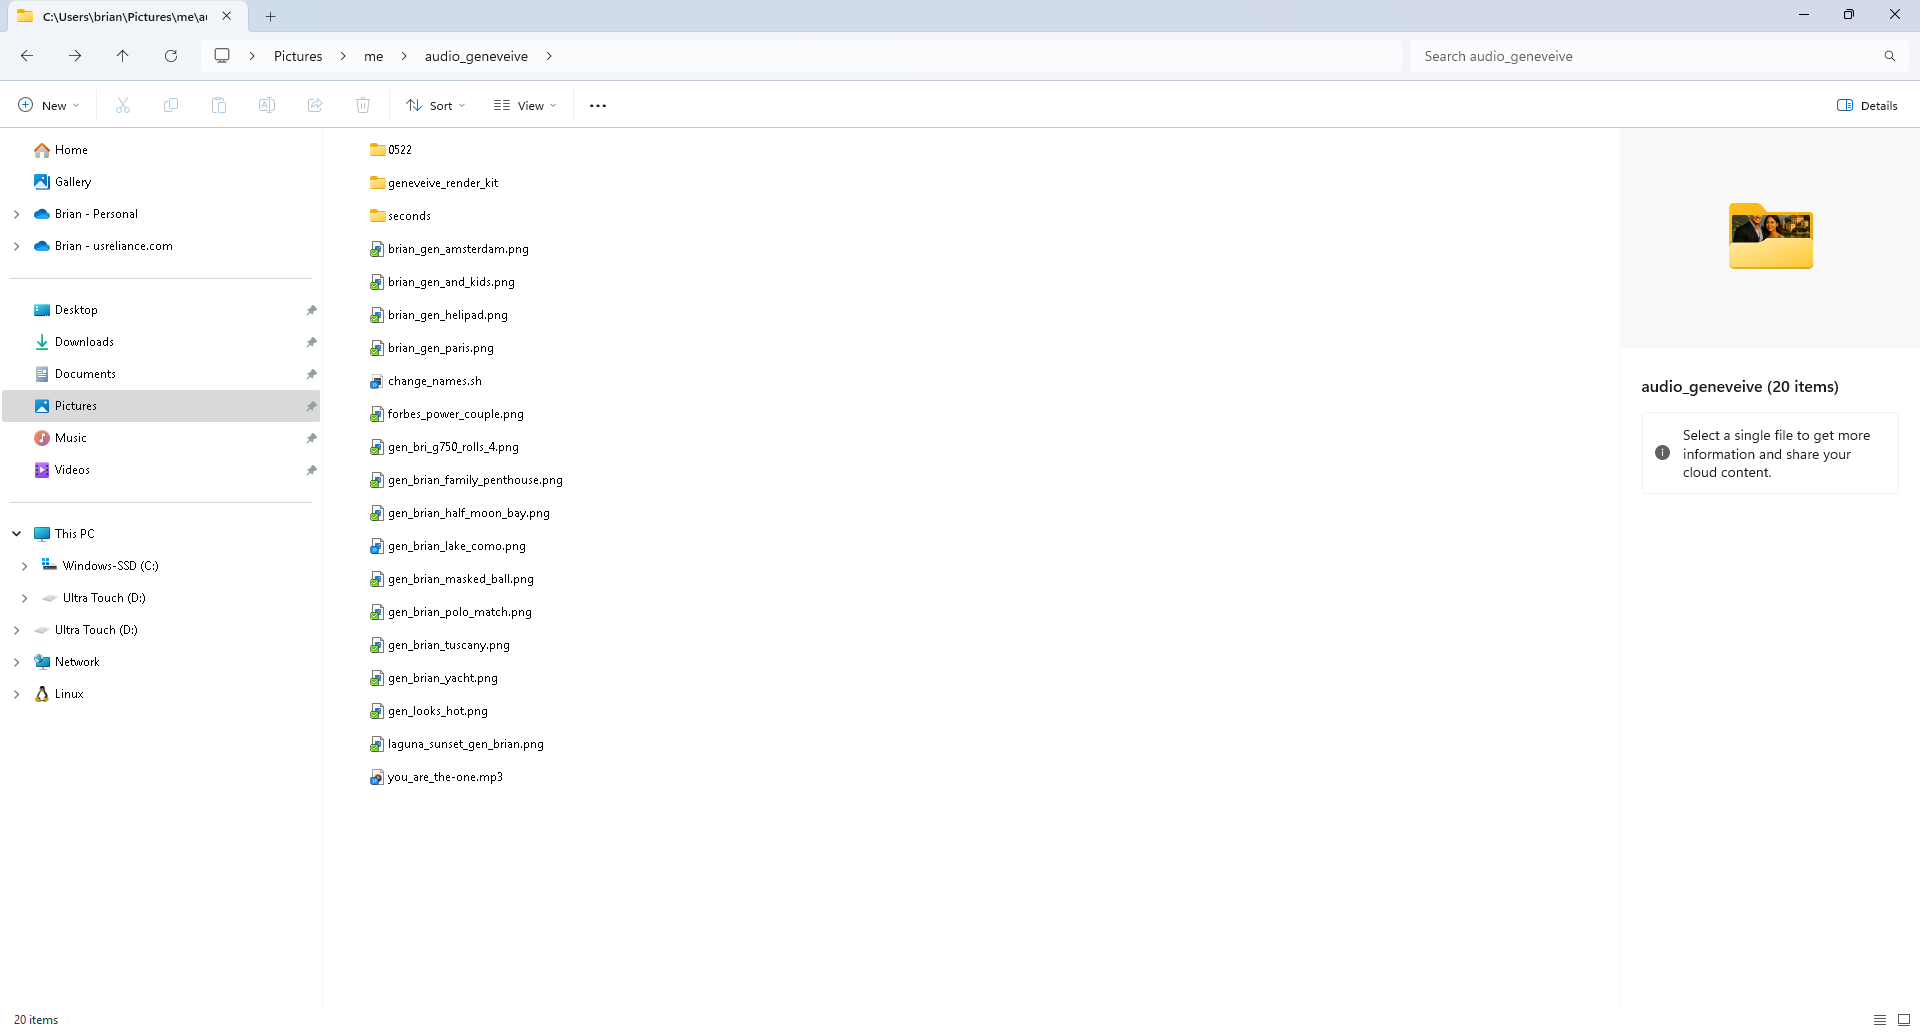 C:\Users\brian\Pictures\me\au
Pictures
me
audio_geneveive
Search audio_geneveive
New
Sort
View
Details
Home
Gallery
Brian - Personal
Brian - usreliance.com
Desktop
Downloads
Documents
Pictures
Music
Videos
This PC
Windows-SSD (C:)
Ultra Touch (D:)
Ultra Touch (D:)
Network
Linux
0522
geneveive_render_kit
seconds
brian_gen_amsterdam.png
brian_gen_and_kids.png
brian_gen_helipad.png
brian_gen_paris.png
change_names.sh
forbes_power_couple.png
gen_bri_g750_rolls_4.png
gen_brian_family_penthouse.png
gen_brian_half_moon_bay.png
gen_brian_lake_como.png
gen_brian_masked_ball.png
gen_brian_polo_match.png
gen_brian_tuscany.png
gen_brian_yacht.png
gen_looks_hot.png
laguna_sunset_gen_brian.png
you_are_the-one.mp3
audio_geneveive (20 items)
Select a single file to get more
information and share your
cloud content.
20 items